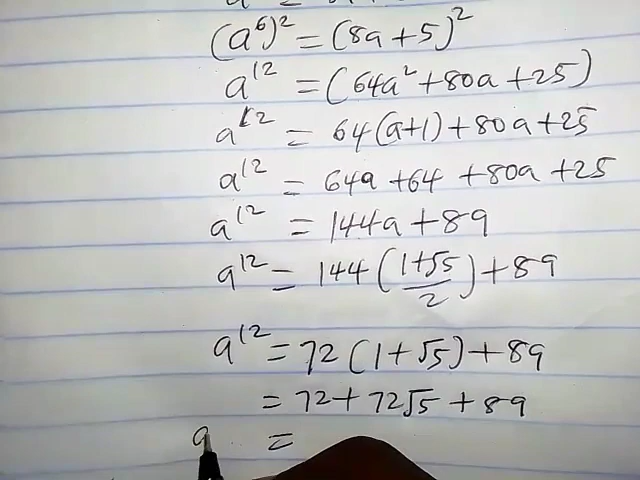 (a⁶)² = (8a + 5)²
a¹² = (64a² + 80a + 25)
a¹² = 64(a+1) + 80a + 25
a¹² = 64a + 64 + 80a + 25
a¹² = 144a + 89
a¹² = 144(\frac{1+√5}{2}) + 89
a¹² = 72(1 + √5) + 89
= 72 + 72√5 + 89
a =